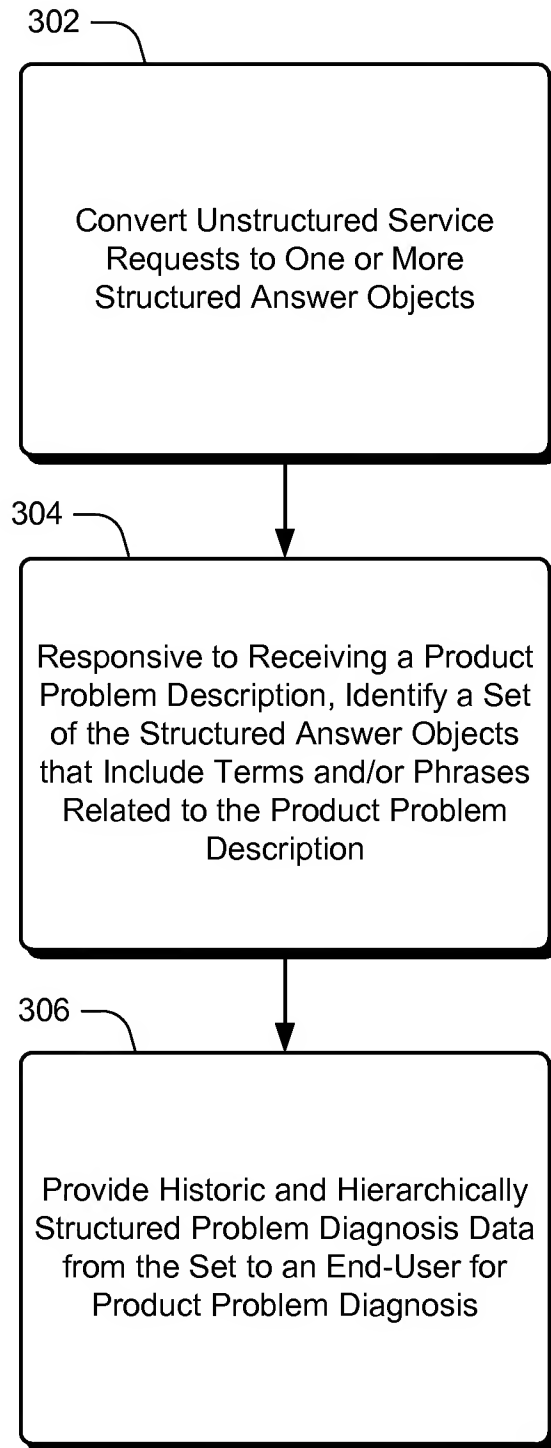 302
Convert Unstructured Service
Requests to One or More
Structured Answer Objects
304
Responsive to Receiving a Product
Problem Description, Identify a Set
of the Structured Answer Objects
that Include Terms and/or Phrases
Related to the Product Problem
Description
306
Provide Historic and Hierarchically
Structured Problem Diagnosis Data
from the Set to an End-User for
Product Problem Diagnosis